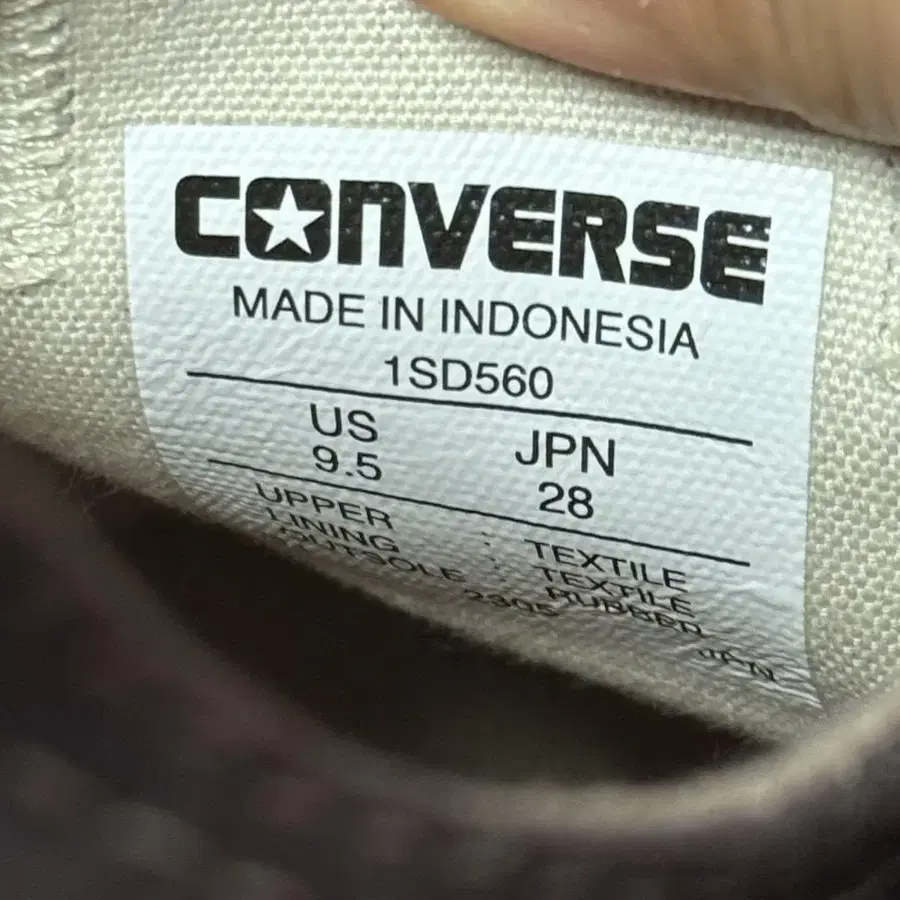 CONVERSE
MADE IN INDONESIA
1SD560
US JPN
9.5 28
UPPER : TEXTILE
LINING : TEXTILE
OUTSOLE : RUBBER
2305
JPN